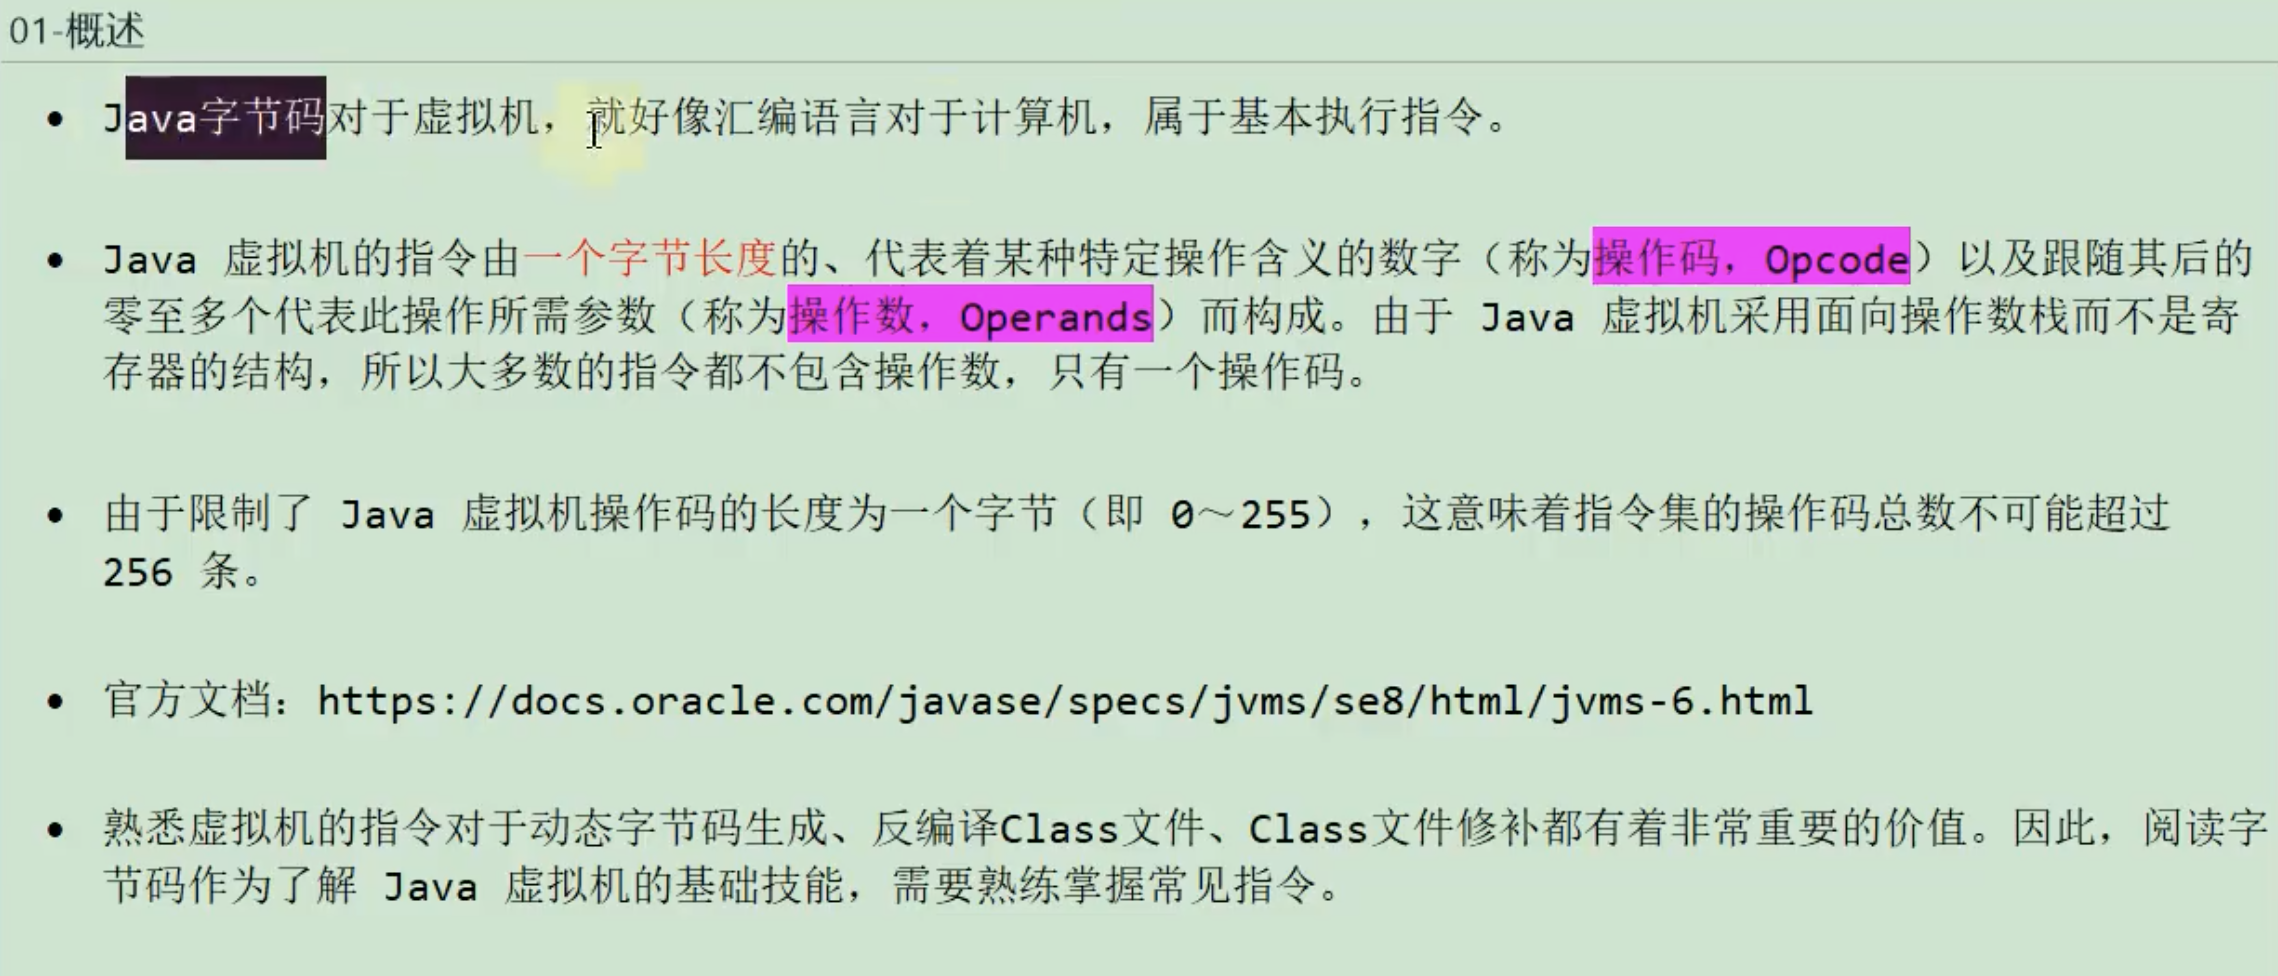 01-概述
• Java字节码对于虚拟机，就好像汇编语言对于计算机，属于基本执行指令。
• Java 虚拟机的指令由一个字节长度的、代表着某种特定操作含义的数字（称为操作码，Opcode）以及跟随其后的
零至多个代表此操作所需参数（称为操作数，Operands）而构成。由于 Java 虚拟机采用面向操作数栈而不是寄
存器的结构，所以大多数的指令都不包含操作数，只有一个操作码。
• 由于限制了 Java 虚拟机操作码的长度为一个字节（即 0～255），这意味着指令集的操作码总数不可能超过
256 条。
• 官方文档：https://docs.oracle.com/javase/specs/jvms/se8/html/jvms-6.html
• 熟悉虚拟机的指令对于动态字节码生成、反编译Class文件、Class文件修补都有着非常重要的价值。因此，阅读字
节码作为了解 Java 虚拟机的基础技能，需要熟练掌握常见指令。